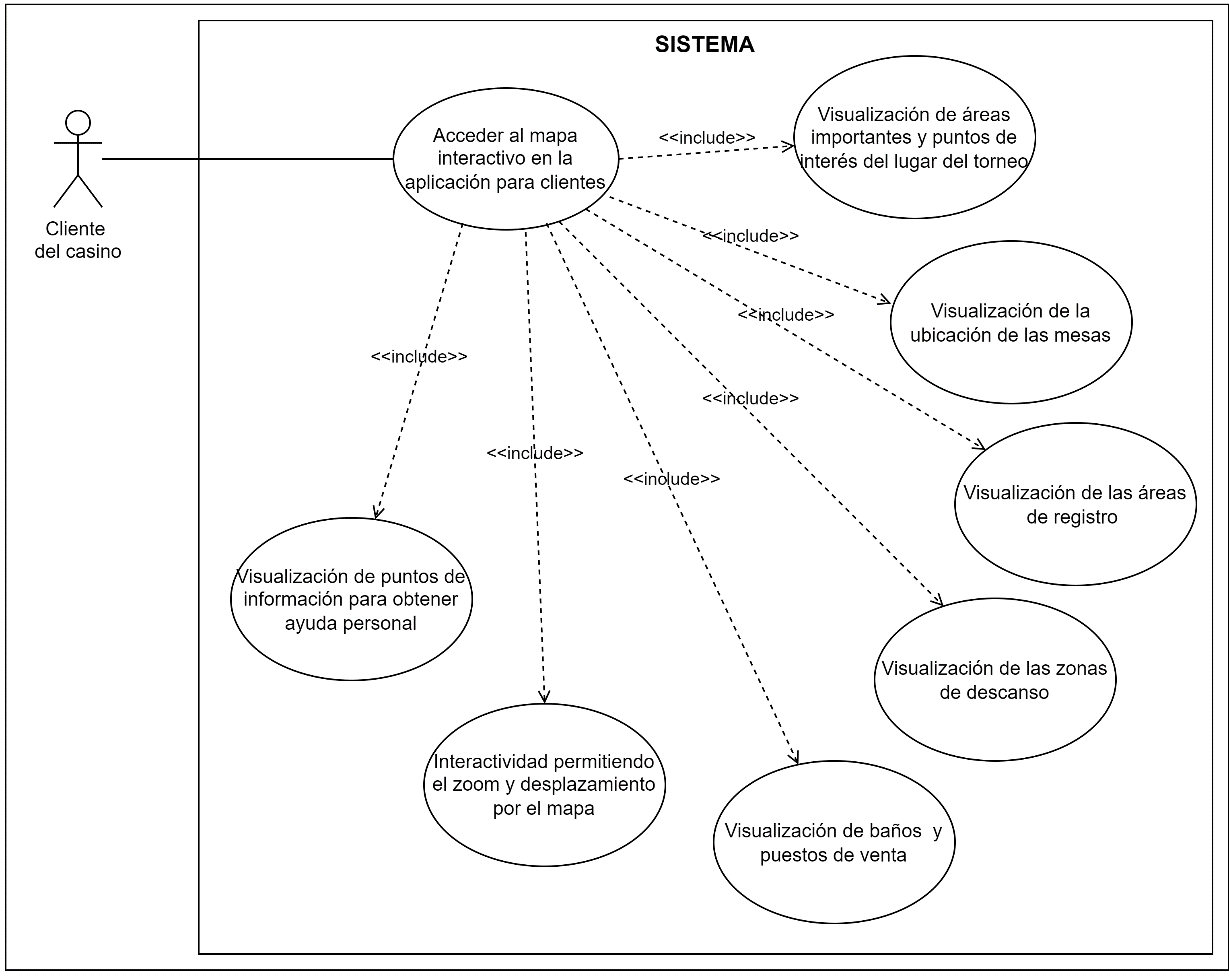 SISTEMA
Cliente
del casino
Acceder al mapa
interactivo en la
aplicación para clientes
<<include>>
Visualización de áreas
importantes y puntos de
interés del lugar del torneo
<<include>>
Visualización de la
ubicación de las mesas
<<include>>
Visualización de las áreas
de registro
<<include>>
Visualización de las zonas
de descanso
<<include>>
Visualización de baños  y
puestos de venta
<<include>>
Interactividad permitiendo
el zoom y desplazamiento
por el mapa
<<include>>
Visualización de puntos de
información para obtener
ayuda personal